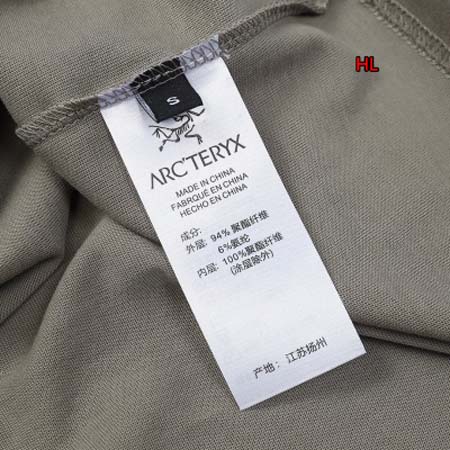 HL
S
ARC'TERYX
MADE IN CHINA
FABRIQUÉ EN CHINA
HECHO EN CHINA
成分:
外层: 94% 聚酯纤维
6%氨纶
内层: 100%聚酯纤维
(涂层除外)
产地: 江苏扬州